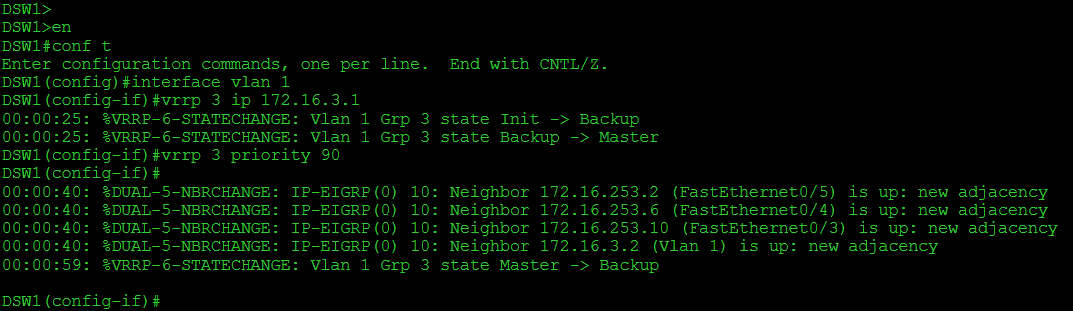 DSW1>
DSW1>en
DSW1#conf t
Enter configuration commands, one per line.  End with CNTL/Z.
DSW1(config)#interface vlan 1
DSW1(config-if)#vrrp 3 ip 172.16.3.1
00:00:25: %VRRP-6-STATECHANGE: Vlan 1 Grp 3 state Init -> Backup
00:00:25: %VRRP-6-STATECHANGE: Vlan 1 Grp 3 state Backup -> Master
DSW1(config-if)#vrrp 3 priority 90
DSW1(config-if)#
00:00:40: %DUAL-5-NBRCHANGE: IP-EIGRP(0) 10: Neighbor 172.16.253.2 (FastEthernet0/5) is up: new adjacency
00:00:40: %DUAL-5-NBRCHANGE: IP-EIGRP(0) 10: Neighbor 172.16.253.6 (FastEthernet0/4) is up: new adjacency
00:00:40: %DUAL-5-NBRCHANGE: IP-EIGRP(0) 10: Neighbor 172.16.253.10 (FastEthernet0/3) is up: new adjacency
00:00:40: %DUAL-5-NBRCHANGE: IP-EIGRP(0) 10: Neighbor 172.16.3.2 (Vlan 1) is up: new adjacency
00:00:59: %VRRP-6-STATECHANGE: Vlan 1 Grp 3 state Master -> Backup
DSW1(config-if)#